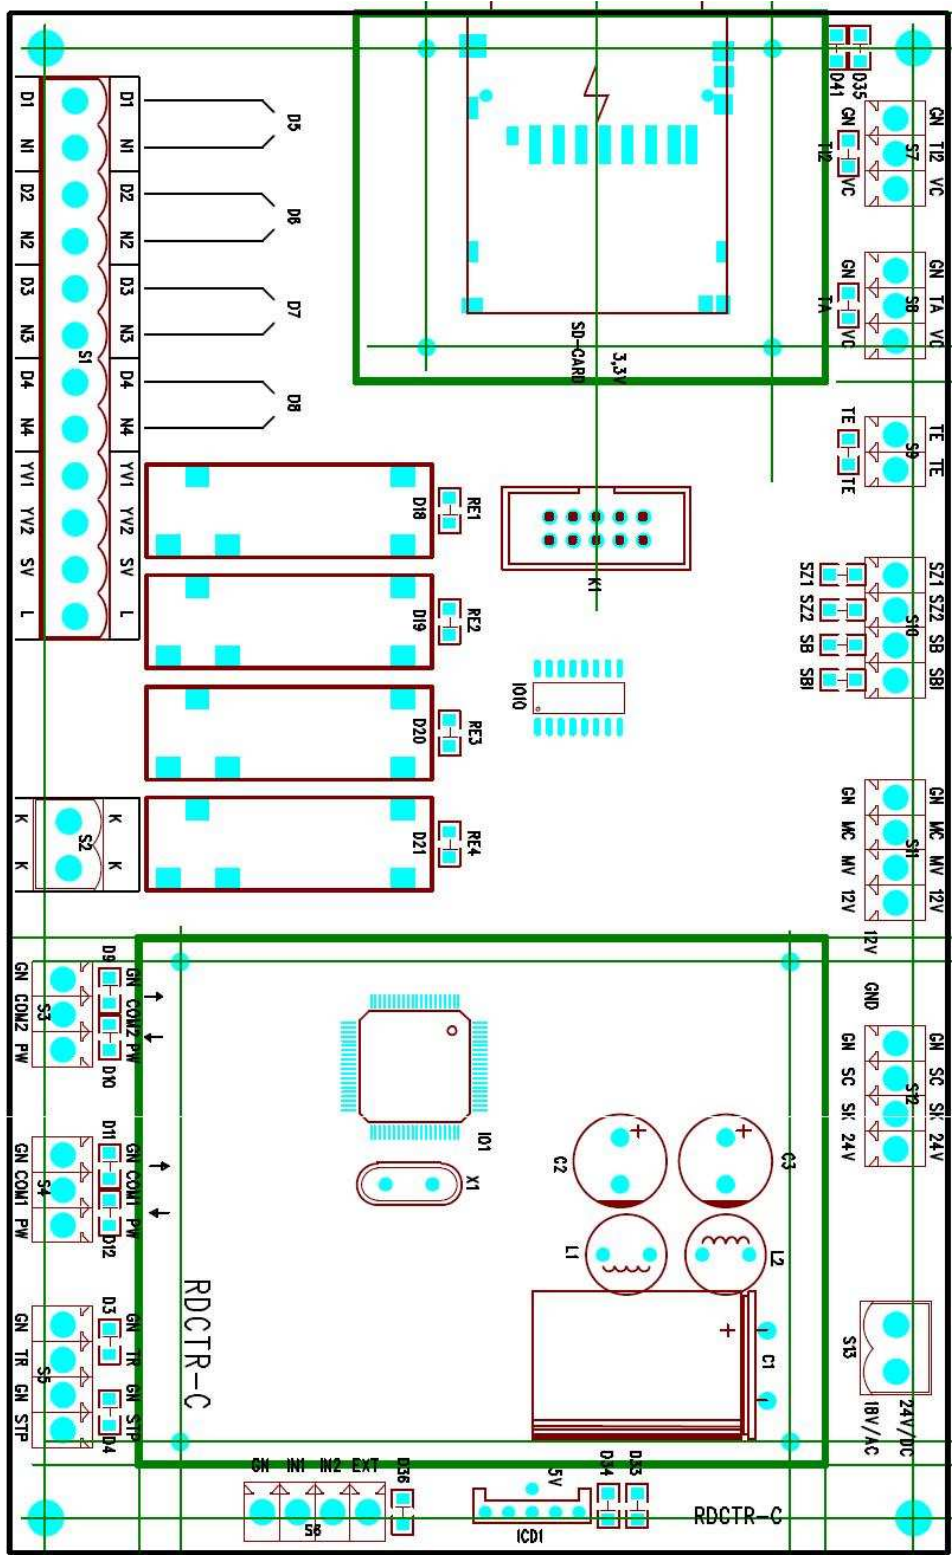 D41
D35
D1
N1
D2
N2
D3
N3
D4
N4
YV1
YV2
SV
L
S1
D1
N1
D2
N2
D3
N3
D4
N4
YV1
YV2
SV
L
D5
D6
D7
D8
SD-CARD
3,3V
GN
TI2
VC
GN
TI2
VC
S7
GN
TA
VC
GN
TA
VC
S8
TE
TE
TE
TE
S9
D18
RE1
D19
RE2
D20
RE3
D21
RE4
K1
IO10
SZ1
SZ2
SB
SB1
SZ1
SZ2
SB
SB1
S10
K
K
S2
K
K
GN
MC
MV
12V
GN
MC
MV
12V
S11
12V
GND
GN
COM2
PW
S3
D9
D10
GN
COM2
PW
GN
COM1
PW
S4
D11
D12
GN
COM1
PW
GN
TR
GN
STP
S5
D3
D4
GN
TR
GN
STP
IO1
X1
C2
C3
L1
L2
C1
RDCTR-C
GN
SC
SK
24V
GN
SC
SK
24V
S12
S13
18V/AC
24V/DC
GN IN1 IN2 EXT
S6
D36
5V
ICD1
D34
D33
RDCTR-C